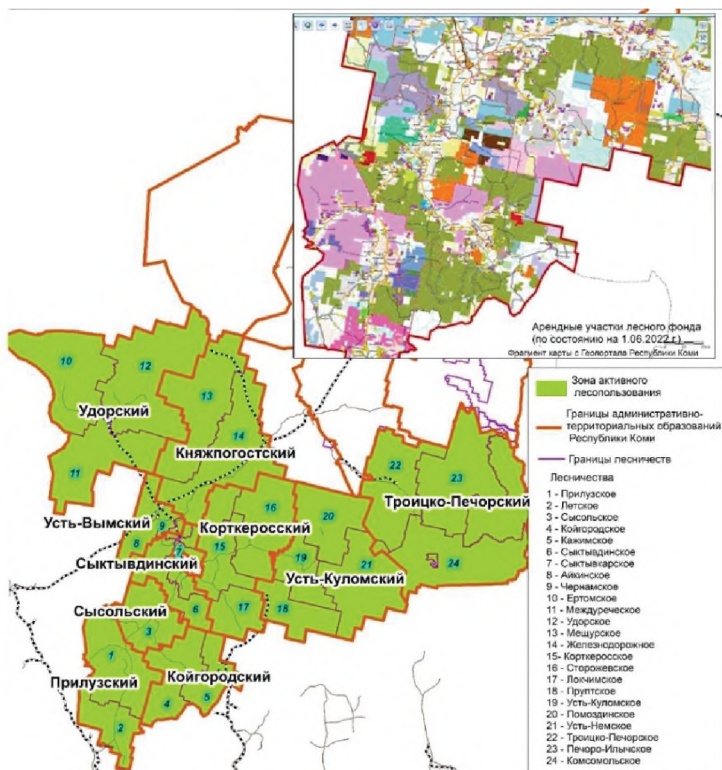 Арендные участки лесного фонда
(по состоянию на 1.06.2022 г.)
Фрагмент карты с Геопортала Республики Коми
10
12
13
Удорский
14
11
Княжпогостский
22
23
Троицко-Печорский
24
Усть-Вымский
9
8
16
20
Корткеросский
7
15
Сыктывдинский
19
21
Усть-Куломский
Сысольский
6
17
18
3
1
Койгородский
Прилузский
4
5
2
Зона активного
лесопользования
Границы административно-
территориальных образований
Республики Коми
Границы лесничеств
Лесничества
1 - Прилузское
2 - Летское
3 - Сысольское
4 - Койгородское
5 - Кажимское
6 - Сыктывдинское
7 - Сыктывкарское
8 - Айкинское
9 - Чернамское
10 - Ертомское
11 - Междуреческое
12 - Удорское
13 - Мещурское
14 - Железнодорожное
15- Корткеросское
16 - Сторожевское
17 - Локчимское
18 - Пруптское
19 - Усть-Куломское
20 - Помоздинское
21 - Усть-Немское
22 - Троицко-Печорское
23 - Печоро-Илычское
24 - Комсомольское